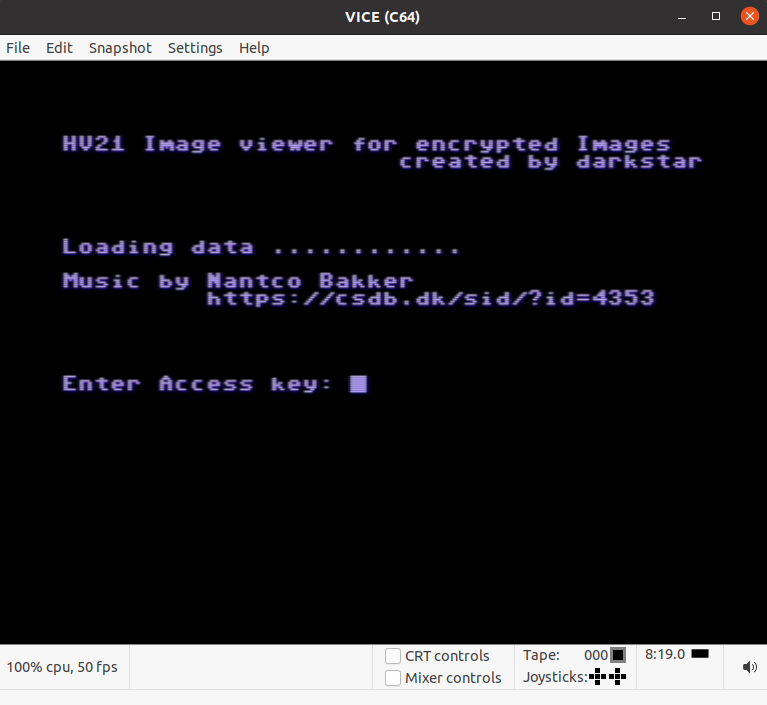 VICE (C64)
File Edit Snapshot Settings Help
HV21 Image viewer for encrypted Images
created by darkstar
Loading data ............
Music by Nantco Bakker
https://csdb.dk/sid/?id=4353
Enter Access key:
100% cpu, 50 fps
CRT controls
Mixer controls
Tape: 000
Joysticks:
8:19.0